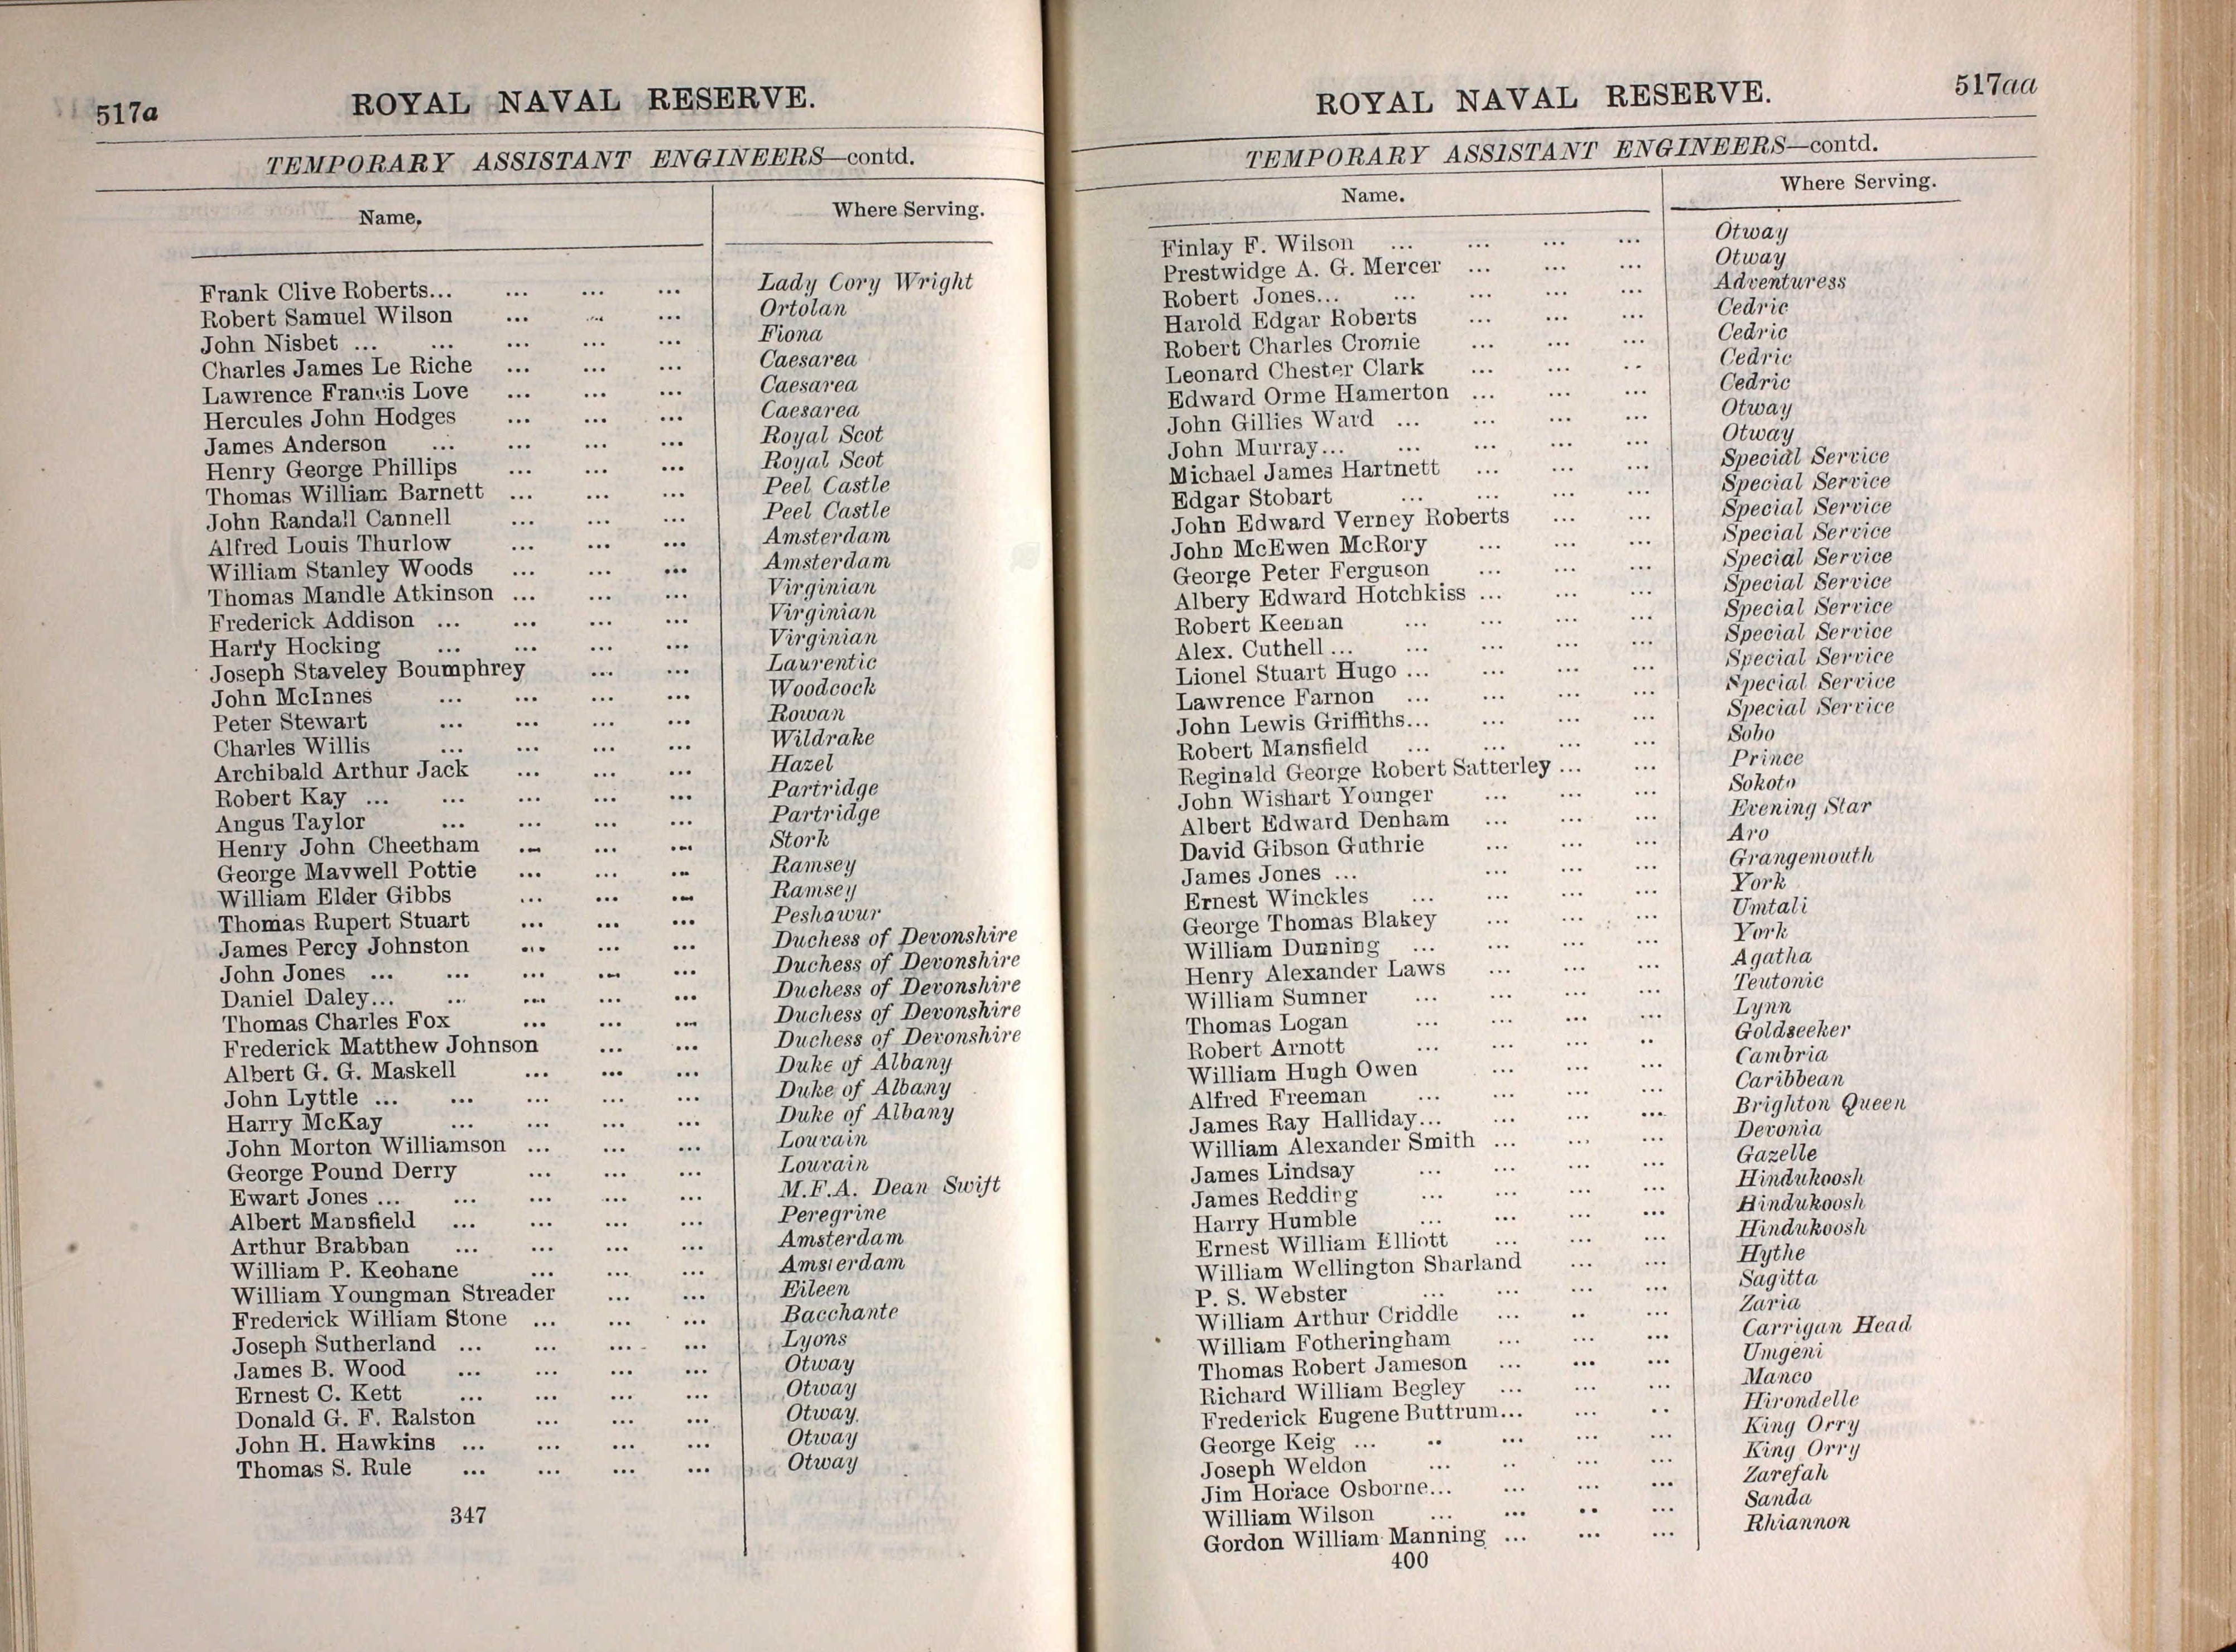 517a
ROYAL NAVAL RESERVE.
TEMPORARY ASSISTANT ENGINEERS—contd.
Name. Where Serving.
Frank Clive Roberts... ... ... ... Lady Cory Wright
Robert Samuel Wilson ... ... ... Ortolan
John Nisbet ... ... ... ... ... Fiona
Charles James Le Riche ... ... ... Caesarea
Lawrence Francis Love ... ... ... Caesarea
Hercules John Hodges ... ... ... Caesarea
James Anderson ... ... ... ... Royal Scot
Henry George Phillips ... ... ... Royal Scot
Thomas William Barnett ... ... ... Peel Castle
John Randall Cannell ... ... ... Peel Castle
Alfred Louis Thurlow ... ... ... Amsterdam
William Stanley Woods ... ... ... Amsterdam
Thomas Mandle Atkinson ... ... ... Virginian
Frederick Addison ... ... ... ... Virginian
Harry Hocking ... ... ... ... Virginian
Joseph Staveley Boumphrey ... ... Laurentic
John McInnes ... ... ... ... Woodcock
Peter Stewart ... ... ... ... Rowan
Charles Willis ... ... ... ... Wildrake
Archibald Arthur Jack ... ... ... Hazel
Robert Kay ... ... ... ... ... Partridge
Angus Taylor ... ... ... ... Partridge
Henry John Cheetham ... ... ... Stork
George Mavwell Pottie ... ... ... Ramsey
William Elder Gibbs ... ... ... Ramsey
Thomas Rupert Stuart ... ... ... Peshawur
James Percy Johnston ... ... ... Duchess of Devonshire
John Jones ... ... ... ... ... Duchess of Devonshire
Daniel Daley... ... ... ... ... Duchess of Devonshire
Thomas Charles Fox ... ... ... Duchess of Devonshire
Frederick Matthew Johnson ... ... Duchess of Devonshire
Albert G. G. Maskell ... ... ... Duke of Albany
John Lyttle ... ... ... ... ... Duke of Albany
Harry McKay ... ... ... ... Duke of Albany
John Morton Williamson ... ... ... Louvain
George Pound Derry ... ... ... Louvain
Ewart Jones ... ... ... ... ... M.F.A. Dean Swift
Albert Mansfield ... ... ... ... Peregrine
Arthur Brabban ... ... ... ... Amsterdam
William P. Keohane ... ... ... Amsterdam
William Youngman Streader ... ... Eileen
Frederick William Stone ... ... ... Bacchante
Joseph Sutherland ... ... ... ... Lyons
James B. Wood ... ... ... ... Otway
Ernest C. Kett ... ... ... ... Otway
Donald G. F. Ralston ... ... ... Otway.
John H. Hawkins ... ... ... ... Otway
Thomas S. Rule ... ... ... ... Otway
347
ROYAL NAVAL RESERVE.
517aa
TEMPORARY ASSISTANT ENGINEERS—contd.
Name. Where Serving.
Finlay F. Wilson ... ... ... ... Otway
Prestwidge A. G. Mercer ... ... ... Otway
Robert Jones... ... ... ... ... Adventuress
Harold Edgar Roberts ... ... ... Cedric
Robert Charles Cromie ... ... ... Cedric
Leonard Chester Clark ... ... .. Cedric
Edward Orme Hamerton ... ... ... Cedric
John Gillies Ward ... ... ... ... Otway
John Murray... ... ... ... ... Otway
Michael James Hartnett ... ... ... Special Service
Edgar Stobart ... ... ... ... Special Service
John Edward Verney Roberts ... ... Special Service
John McEwen McRory ... ... ... Special Service
George Peter Ferguson ... ... ... Special Service
Albery Edward Hotchkiss ... ... ... Special Service
Robert Keenan ... ... ... ... Special Service
Alex. Cuthell ... ... ... ... ... Special Service
Lionel Stuart Hugo ... ... ... ... Special Service
Lawrence Farnon ... ... ... ... Special Service
John Lewis Griffiths... ... ... ... Special Service
Robert Mansfield ... ... ... ... Sobo
Reginald George Robert Satterley ... ... Prince
John Wishart Younger ... ... ... Sokoto
Albert Edward Denham ... ... ... Evening Star
David Gibson Guthrie ... ... ... Aro
James Jones ... ... ... ... Grangemouth
Ernest Winckles ... ... ... ... York
George Thomas Blakey ... ... ... Umtali
William Dunning ... ... ... ... York
Henry Alexander Laws ... ... ... Agatha
William Sumner ... ... ... ... Teutonic
Thomas Logan ... ... ... ... Lynn
Robert Arnott ... ... ... .. Goldseeker
William Hugh Owen ... ... ... Cambria
Alfred Freeman ... ... ... ... Caribbean
James Ray Halliday... ... ... ... Brighton Queen
William Alexander Smith ... ... ... Devonia
James Lindsay ... ... ... ... Gazelle
James Redding ... ... ... ... Hindukoosh
Harry Humble ... ... ... ... Hindukoosh
Ernest William Elliott ... ... ... Hindukoosh
William Wellington Sharland ... ... Hythe
P. S. Webster ... ... ... ... Sagitta
William Arthur Criddle ... .. ... Zaria
William Fotheringham ... ... ... Carrigan Head
Thomas Robert Jameson ... ... ... Umgeni
Richard William Begley ... ... ... Manco
Frederick Eugene Buttrum... ... .. Hirondelle
George Keig ... .. ... ... ... King Orry
Joseph Weldon ... .. ... ... King Orry
Jim Horace Osborne... ... ... ... Zarefah
William Wilson ... ... .. ... Sanda
Gordon William Manning ... ... ... Rhiannon
400